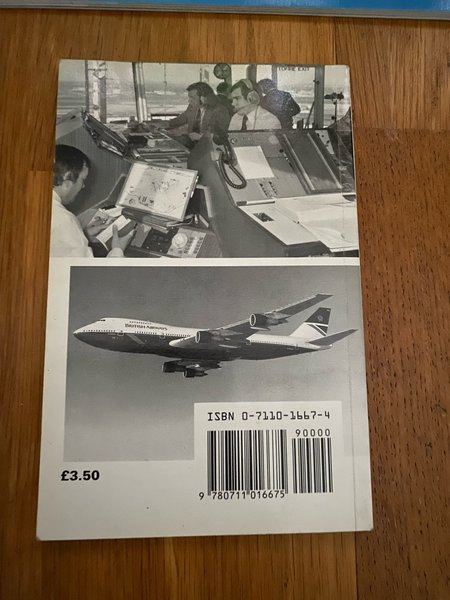 BRITISH AIRWAYS
ISBN 0-7110-1667-4
90000
£3.50
9 780711 016675